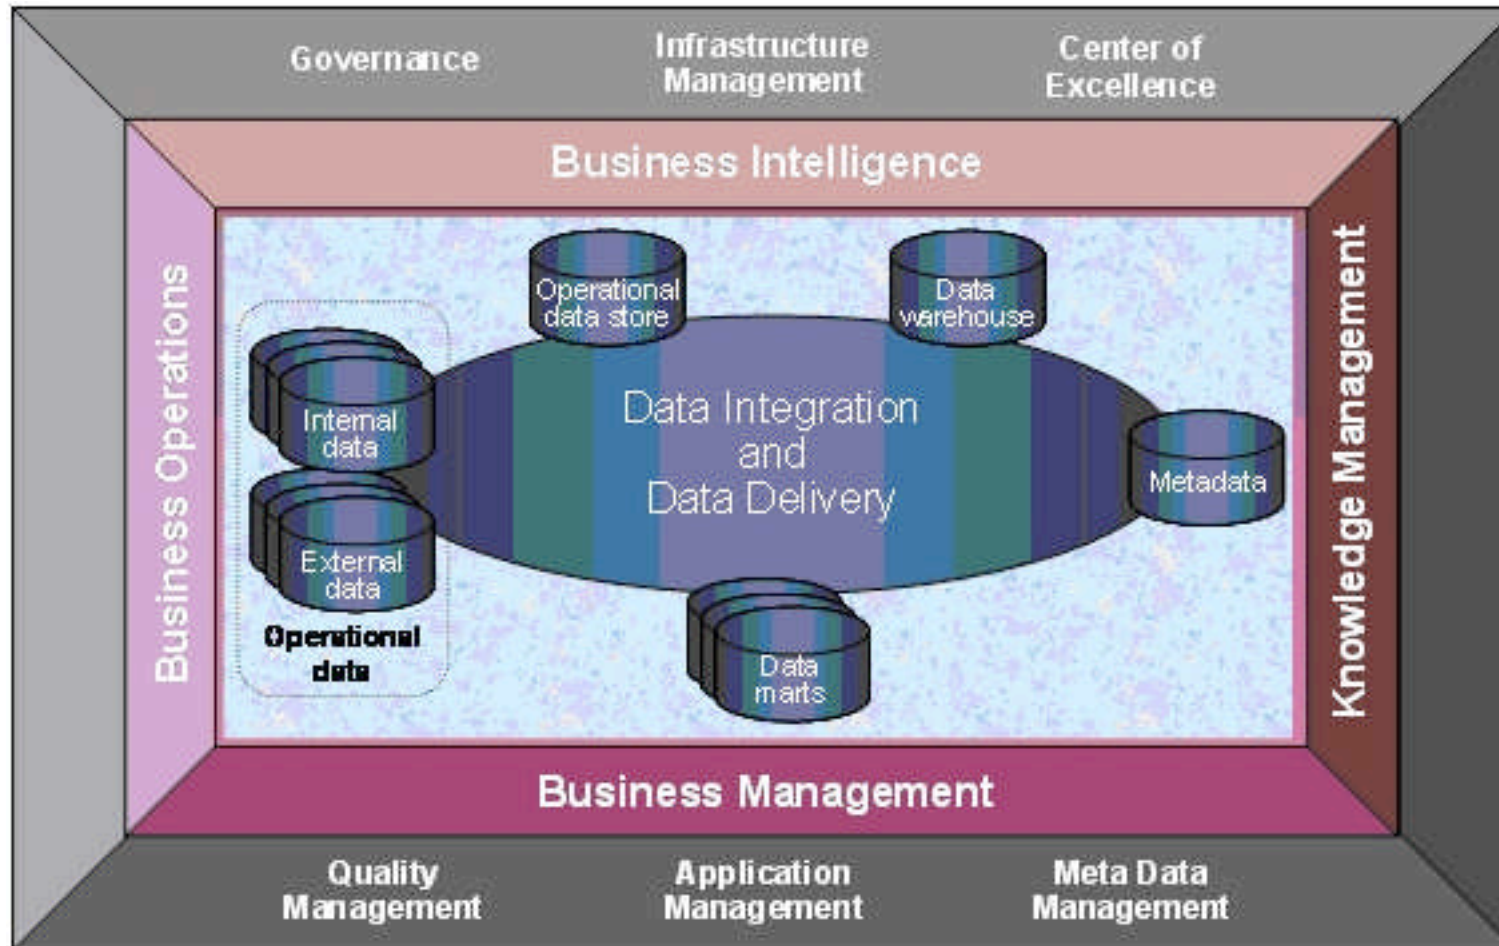 Governance
Infrastructure
Management
Center of
Excellence
Business Intelligence
Business Operations
Operational
data store
Data
warehouse
Internal
data
External
data
Operational
data
Data Integration
and
Data Delivery
Metadata
Data
marts
Knowledge Management
Business Management
Quality
Management
Application
Management
Meta Data
Management